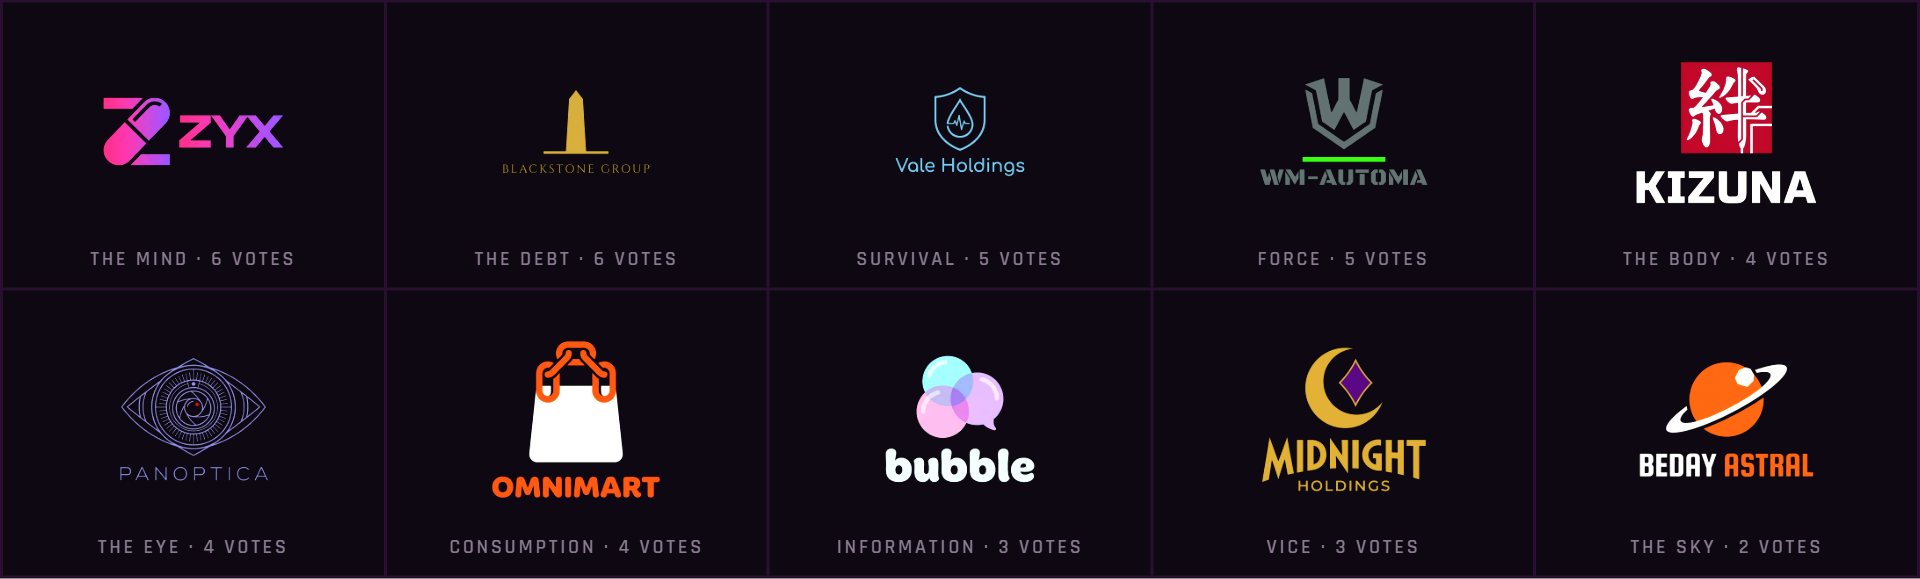 ZYX
THE MIND · 6 VOTES
BLACKSTONE GROUP
THE DEBT · 6 VOTES
Vale Holdings
SURVIVAL · 5 VOTES
WM-AUTOMA
FORCE · 5 VOTES
絆
KIZUNA
THE BODY · 4 VOTES
PANOPTICA
THE EYE · 4 VOTES
OMNIMART
CONSUMPTION · 4 VOTES
bubble
INFORMATION · 3 VOTES
MIDNIGHT
HOLDINGS
VICE · 3 VOTES
BEDAY ASTRAL
THE SKY · 2 VOTES